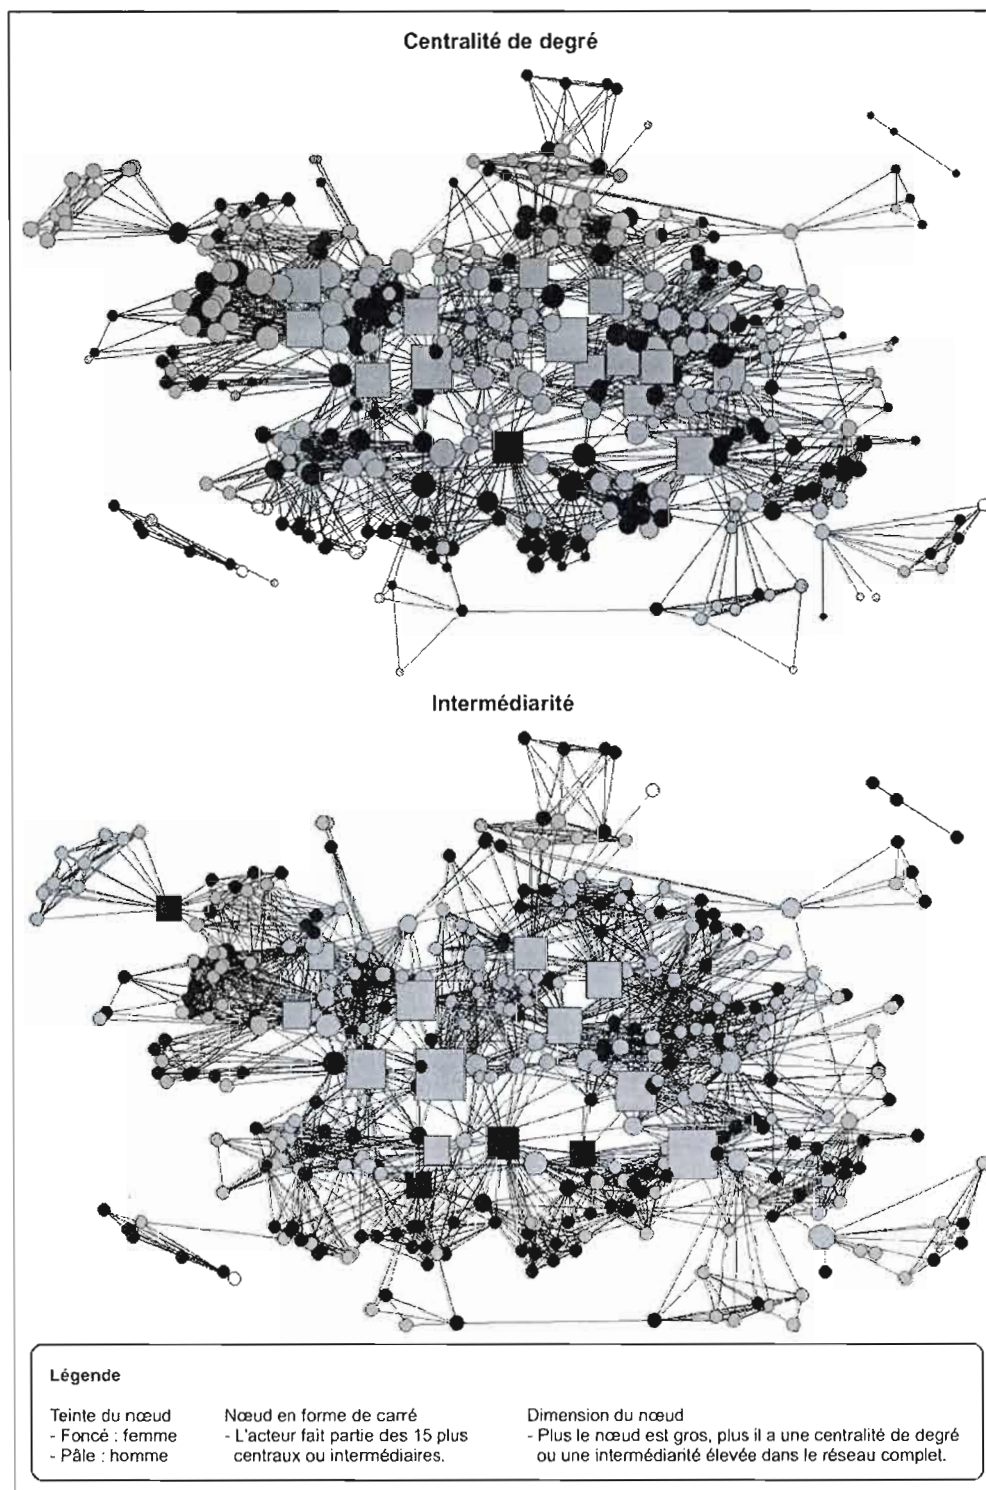 Centralité de degré
Intermédiarité
Légende
Teinte du nœud
- Foncé : femme
- Pâle : homme
Nœud en forme de carré
- L'acteur fait partie des 15 plus
centraux ou intermédiaires.
Dimension du nœud
- Plus le nœud est gros, plus il a une centralité de degré
ou une intermédiarité élevée dans le réseau complet.